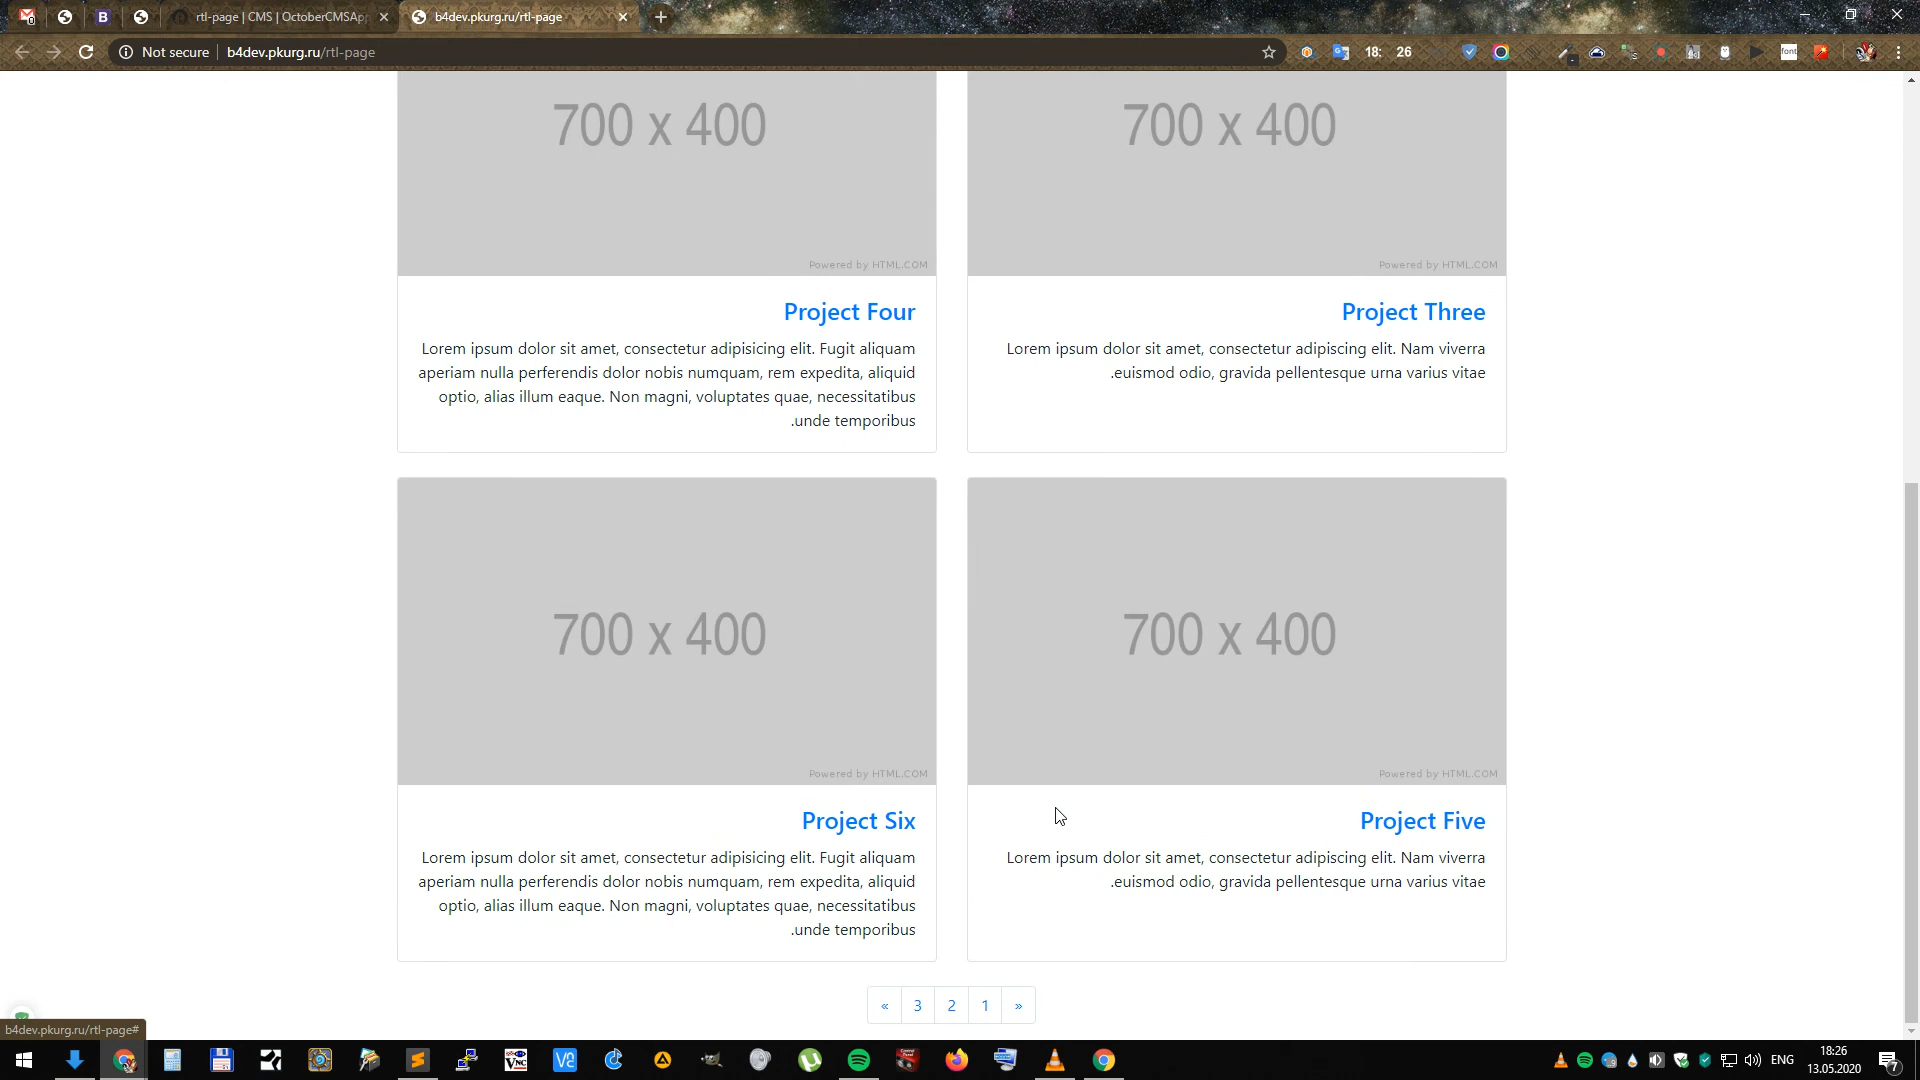 rtl-page | CMS | OctoberCMSAp
b4dev.pkurg.ru/rtl-page
Not secure
b4dev.pkurg.ru/rtl-page
18: 26
font
700 x 400
Powered by HTML.COM
700 x 400
Powered by HTML.COM
Project Four
Lorem ipsum dolor sit amet, consectetur adipisicing elit. Fugit aliquam
aperiam nulla perferendis dolor nobis numquam, rem expedita, aliquid
optio, alias illum eaque. Non magni, voluptates quae, necessitatibus
.unde temporibus
Project Three
Lorem ipsum dolor sit amet, consectetur adipiscing elit. Nam viverra
.euismod odio, gravida pellentesque urna varius vitae
700 x 400
Powered by HTML.COM
700 x 400
Powered by HTML.COM
Project Six
Lorem ipsum dolor sit amet, consectetur adipisicing elit. Fugit aliquam
aperiam nulla perferendis dolor nobis numquam, rem expedita, aliquid
optio, alias illum eaque. Non magni, voluptates quae, necessitatibus
.unde temporibus
Project Five
Lorem ipsum dolor sit amet, consectetur adipiscing elit. Nam viverra
.euismod odio, gravida pellentesque urna varius vitae
« 3 2 1 »
b4dev.pkurg.ru/rtl-page#
ENG
18:26
13.05.2020
7